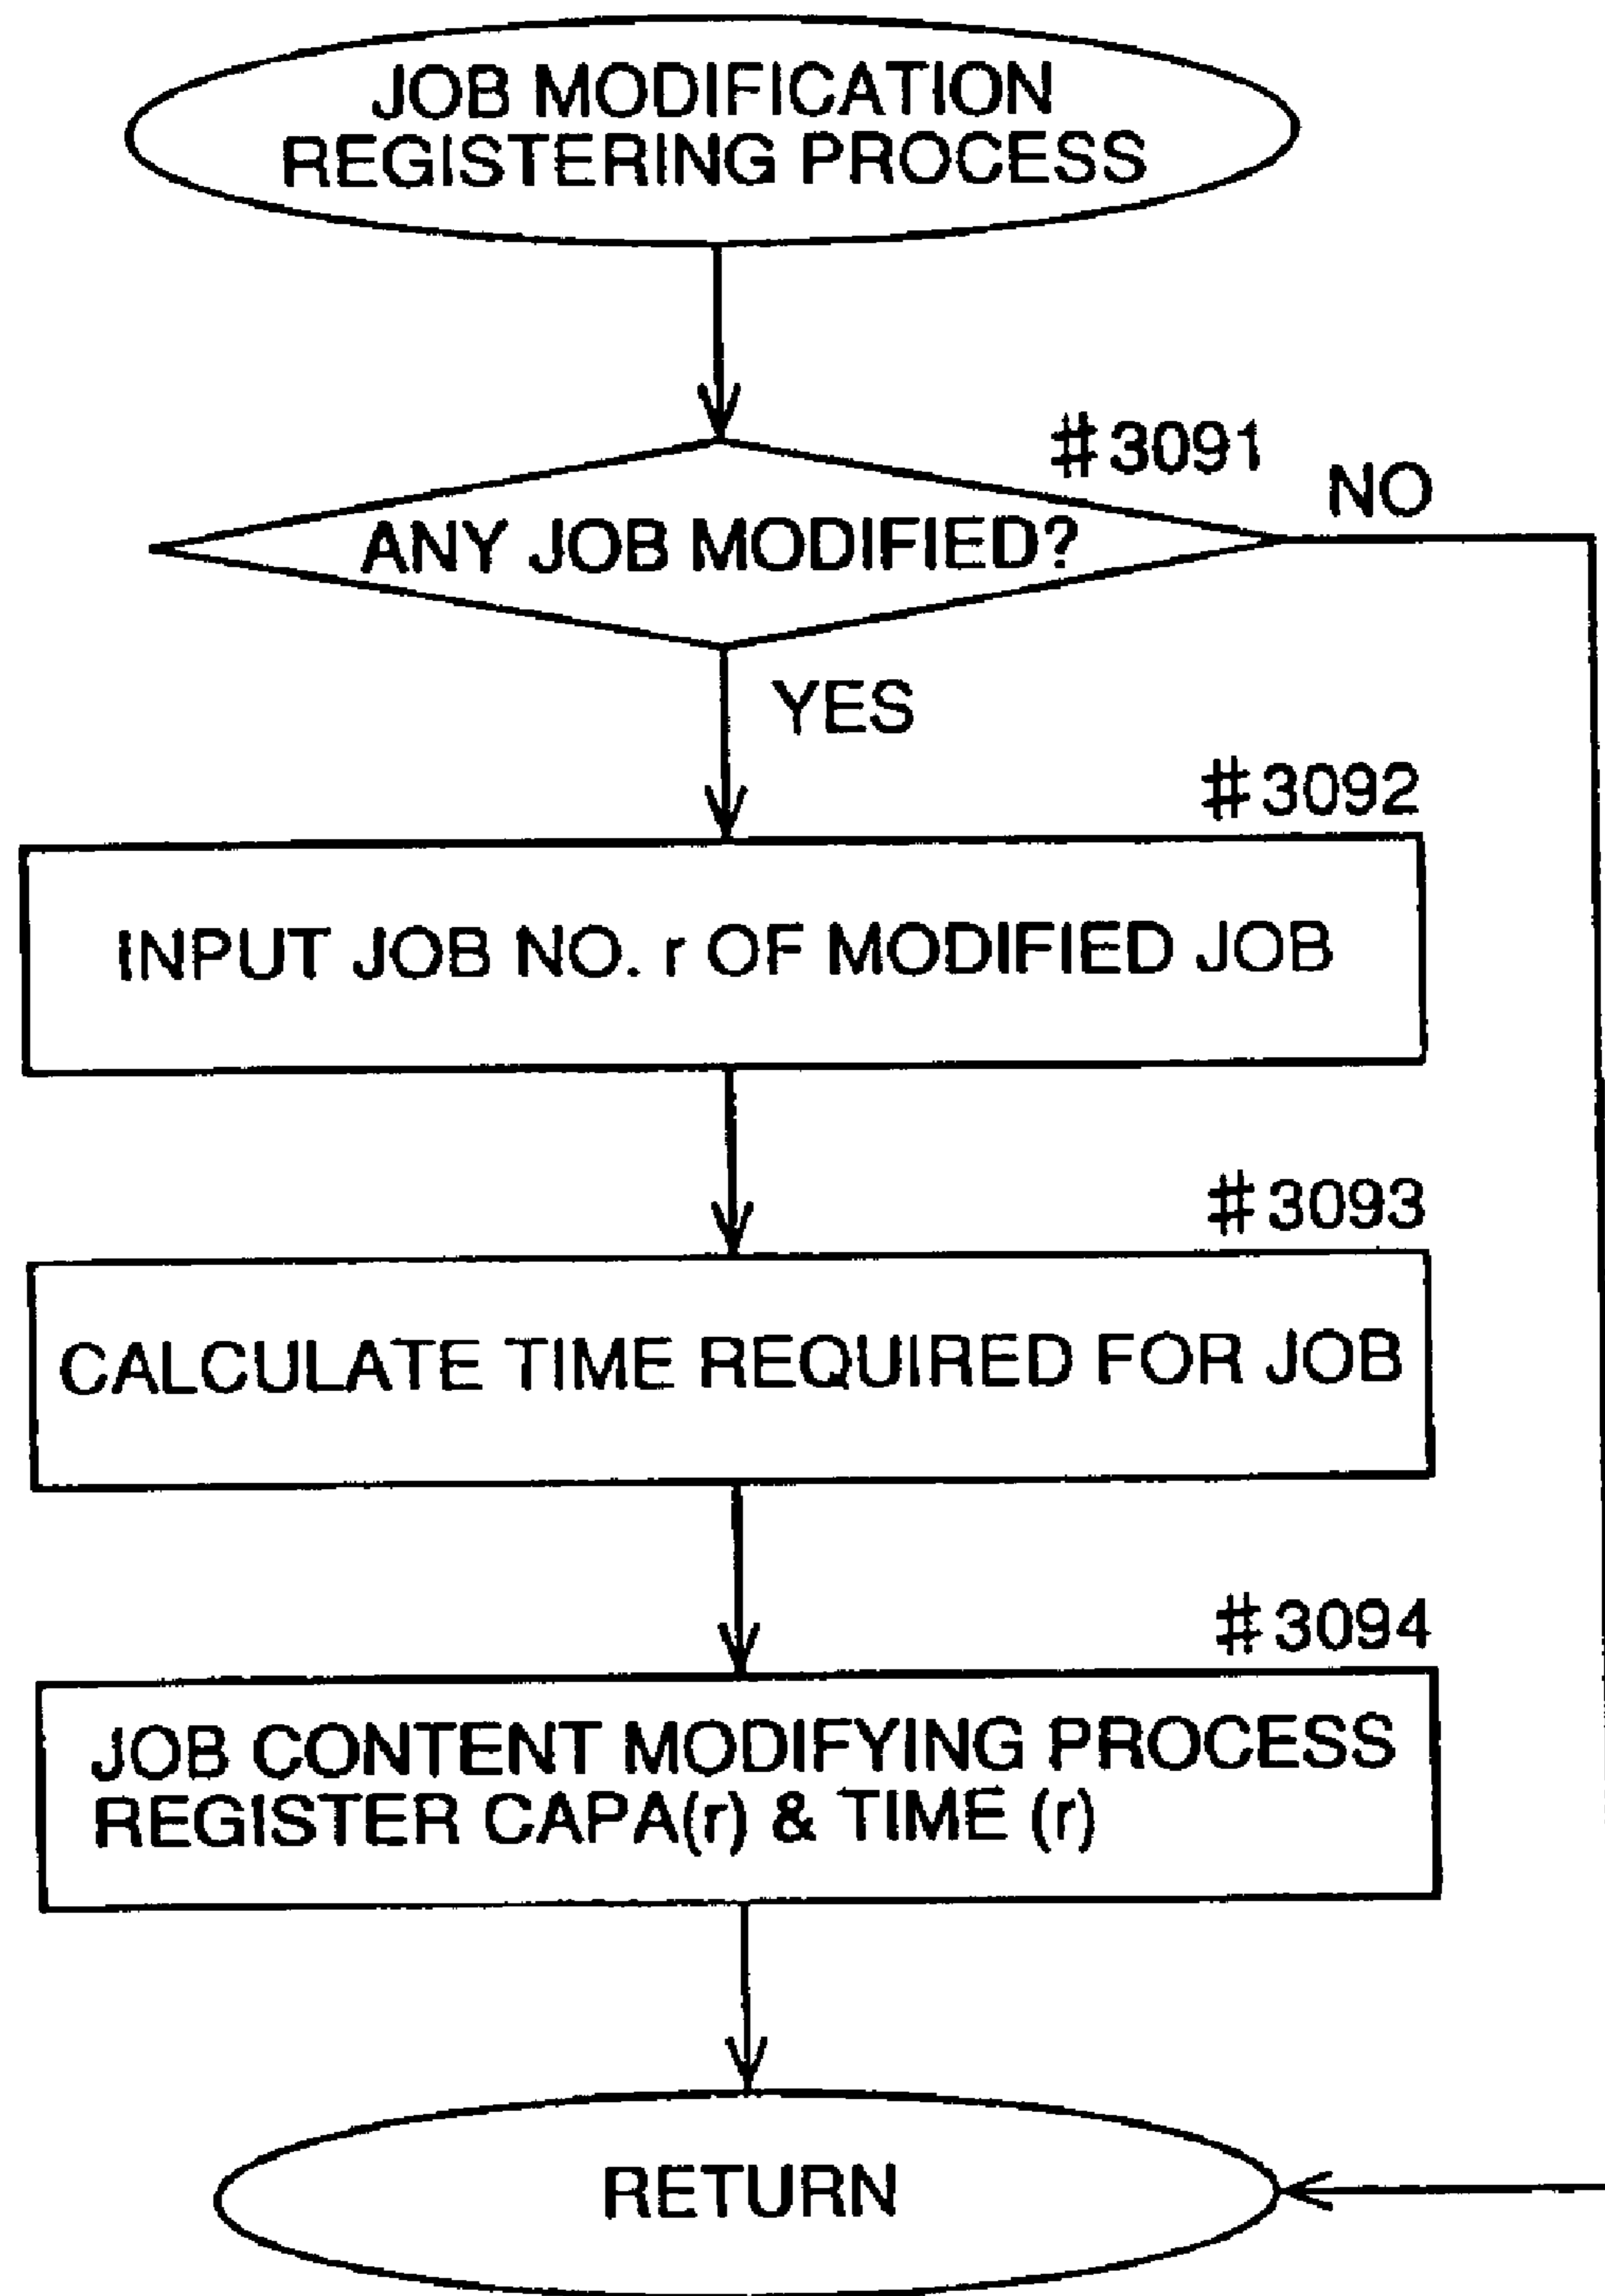 JOB MODIFICATION
REGISTERING PROCESS
#3091
NO
ANY JOB MODIFIED?
YES
#3092
INPUT JOB NO. r OF MODIFIED JOB
#3093
CALCULATE TIME REQUIRED FOR JOB
#3094
JOB CONTENT MODIFYING PROCESS
REGISTER CAPA(r) & TIME (r)
RETURN